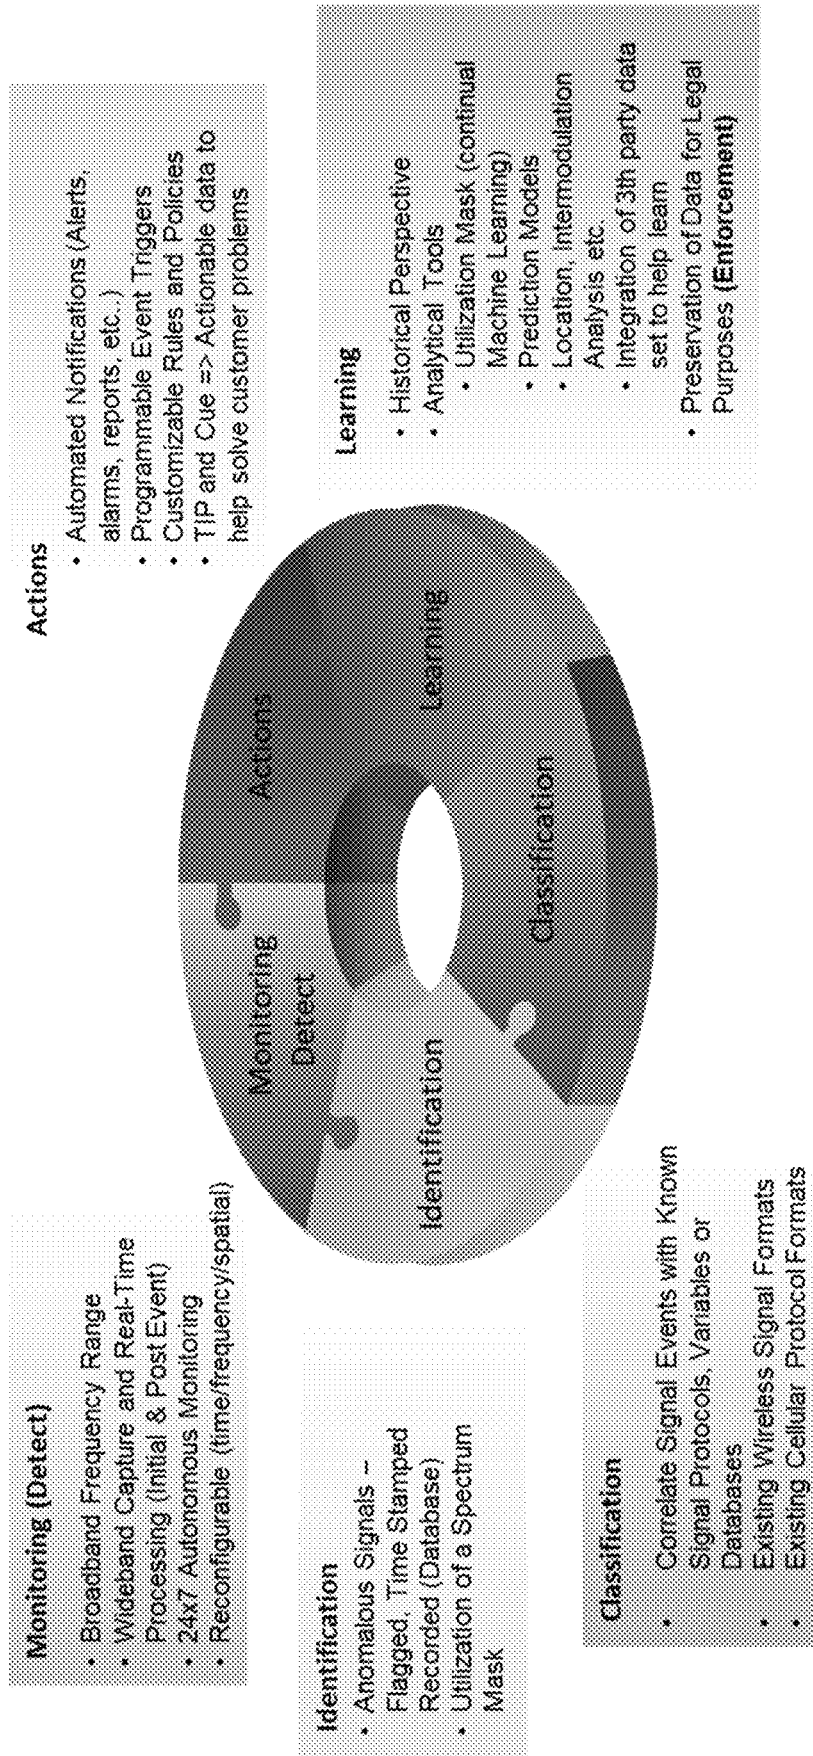 Monitoring (Detect)
• Broadband Frequency Range
• Wideband Capture and Real-Time
Processing (Initial & Post Event)
• 24x7 Autonomous Monitoring
• Reconfigurable (time/frequency/spatial)
Identification
• Anomalous Signals –
Flagged, Time Stamped
Recorded (Database)
• Utilization of a Spectrum
Mask
Classification
• Correlate Signal Events with Known
Signal Protocols, Variables or
Databases
• Existing Wireless Signal Formats
• Existing Cellular Protocol Formats
Monitoring
Detect
Identification
Classification
Actions
Learning
Actions
• Automated Notifications (Alerts,
alarms, reports, etc..)
• Programmable Event Triggers
• Customizable Rules and Policies
• TIP and Cue => Actionable data to
help solve customer problems
Learning
• Historical Perspective
• Analytical Tools
• Utilization Mask (continual
Machine Learning)
• Prediction Models
• Location, Intermodulation
Analysis etc.
• Integration of 3th party data
set to help learn
• Preservation of Data for Legal
Purposes (Enforcement)